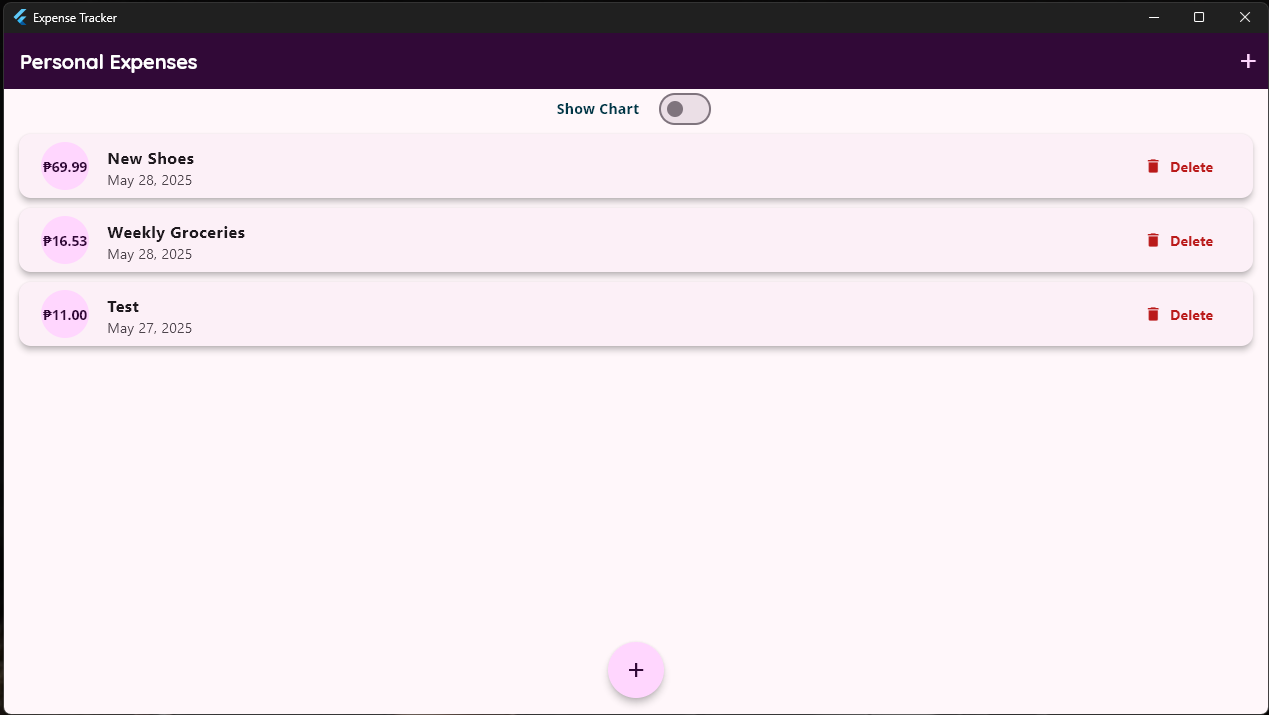 Expense Tracker
Personal Expenses
Show Chart
₱69.99
New Shoes
May 28, 2025
Delete
₱16.53
Weekly Groceries
May 28, 2025
Delete
₱11.00
Test
May 27, 2025
Delete